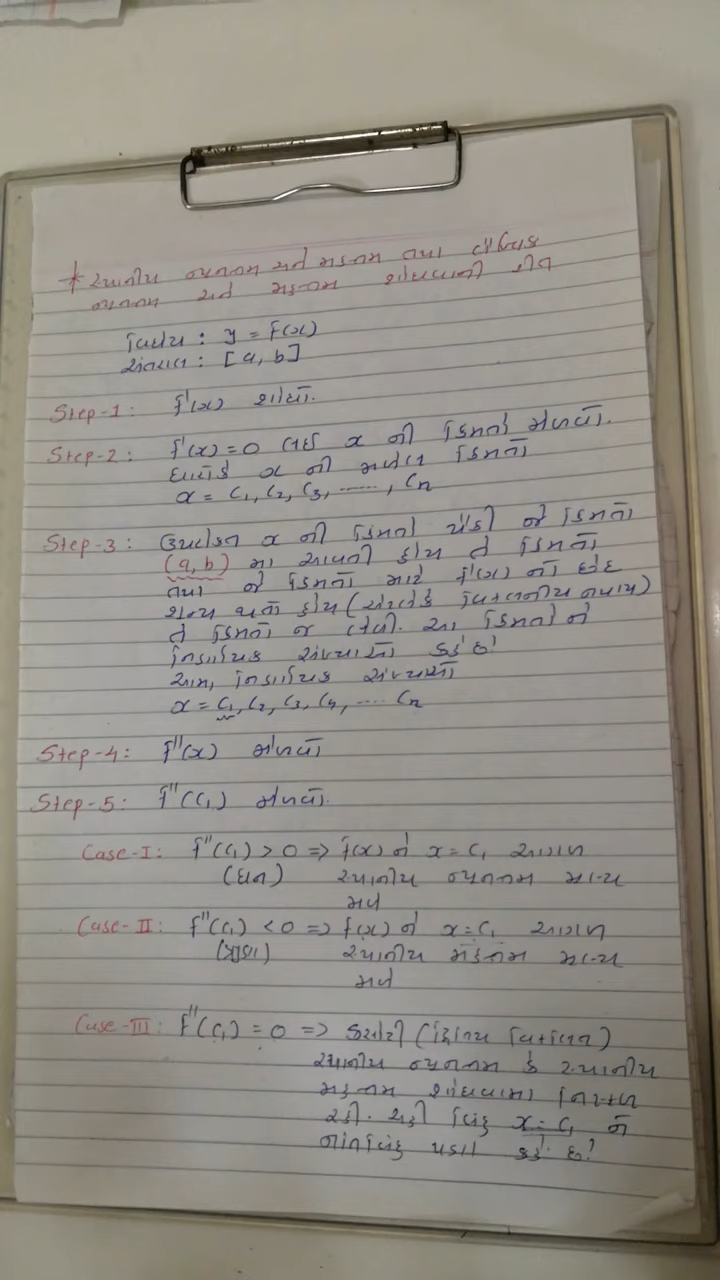 * સ્થાનીય ન્યૂનતમ અને મહત્તમ તથા વૈશ્વિક
ન્યૂનતમ અને મહત્તમ શોધવાની રીત
વિધેય : y = f(x)
અંતરાલ : [a, b]
Step-1: f'(x) શોધો.
Step-2: f'(x) = 0 લઈ x ની કિંમતો મેળવો.
ધારોકે x ની મળેલ કિંમતો
x = c₁, c₂, c₃, ......, cn
Step-3: ઉપરોક્ત x ની કિંમતો પૈકી જે કિંમતો
(a, b) માં આવતી હોય તે કિંમતો
તથા જે કિંમતો માટે f'(x) નો છેદ
શૂન્ય થતો હોય (એટલેકે વિકલનીય ન થાય)
તે કિંમતો જ લેવી. આ કિંમતો ને
નિર્ણાયક સંખ્યાઓ કહે છે.
આમ, નિર્ણાયક સંખ્યાઓ
x = c₁, c₂, c₃, c₄, .... cn
Step-4: f''(x) મેળવો
Step-5: f''(c₁) મેળવો.
Case-I: f''(c₁) > 0 => f(x) ને x = c₁ આગળ
(ધન) સ્થાનીય ન્યૂનતમ મૂલ્ય
મળે
Case-II: f''(c₁) < 0 => f(x) ને x = c₁ આગળ
(ઋણ) સ્થાનીય મહત્તમ મૂલ્ય
મળે
Case-III: f''(c₁) = 0 => કસોટી (દ્વિતીય વિકલન)
સ્થાનીય ન્યૂનતમ કે સ્થાનીય
મહત્તમ શોધવામાં નિષ્ફળ
રહી. અહી બિંદુ x = c₁ ને
નતિબિંદુ પણ કહે છે.